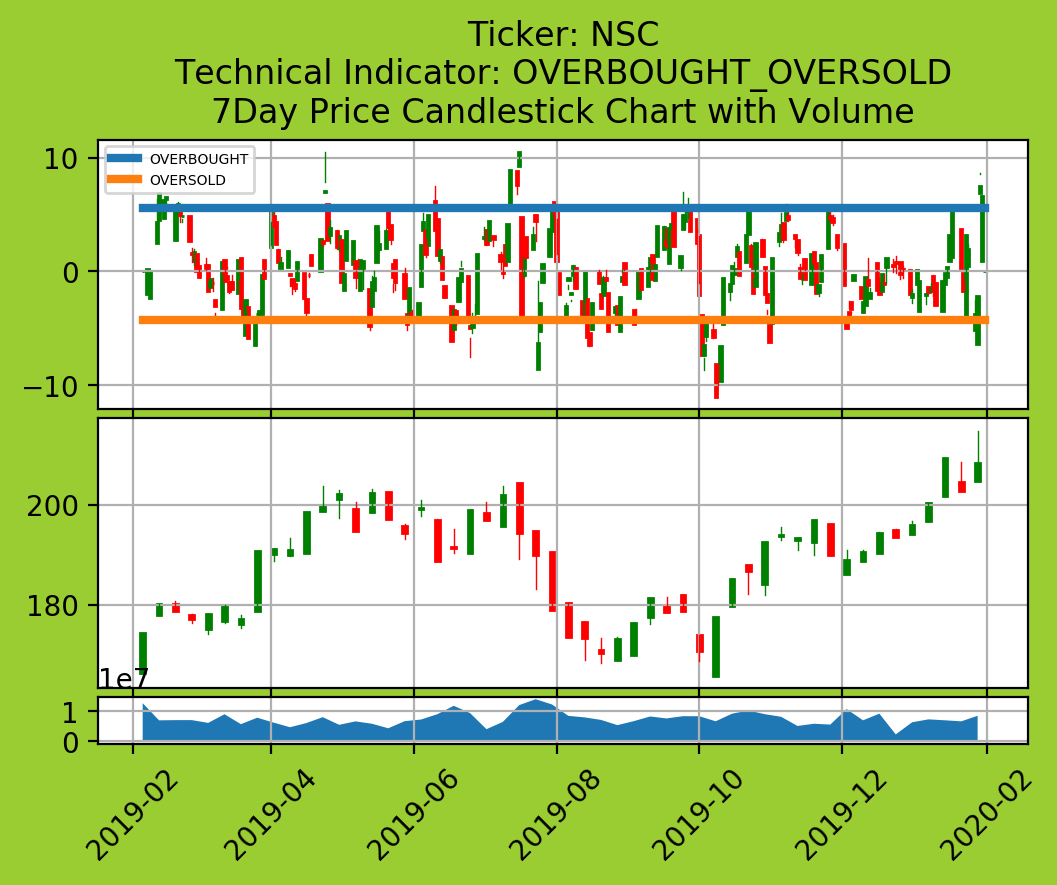 Ticker: NSC
Technical Indicator: OVERBOUGHT_OVERSOLD
7Day Price Candlestick Chart with Volume
OVERBOUGHT
OVERSOLD
10
0
−10
200
180
1e7
1
0
2019-02
2019-04
2019-06
2019-08
2019-10
2019-12
2020-02